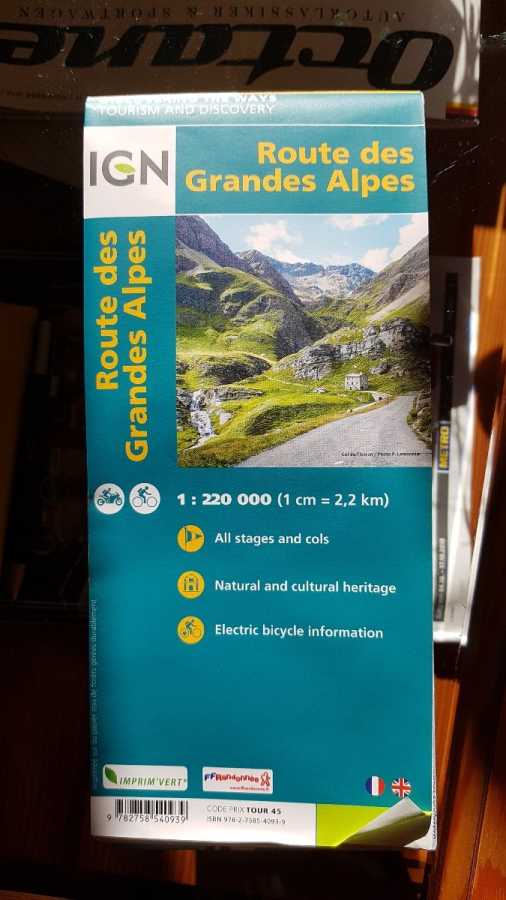 AUTOKLASSIKER & SPORTWAGEN
Octane
TOURISM AND DISCOVERY
IGN
Route des
Grandes Alpes
Route des
Grandes Alpes
1 : 220 000 (1 cm = 2,2 km)
All stages and cols
Natural and cultural heritage
Electric bicycle information
METRO
IMPRIM'VERT®
FFRandonnée
CODE PRIX TOUR 45
ISBN 978-2-7585-4093-9
9 782758 540939